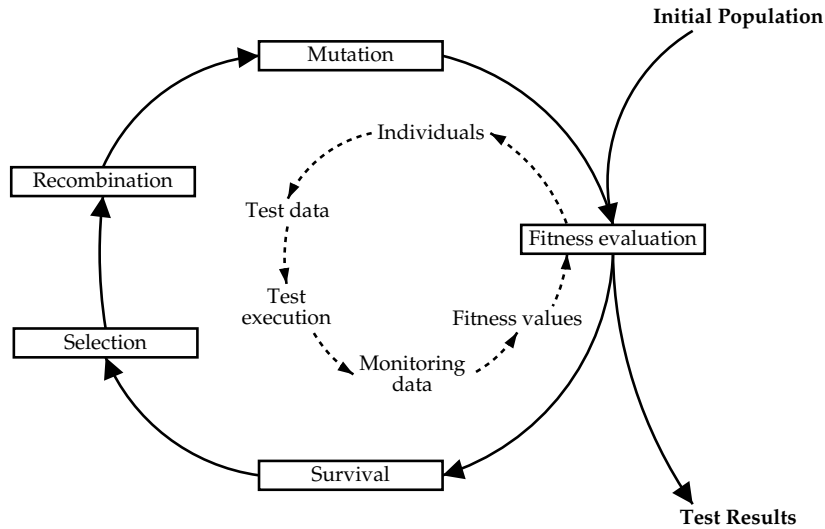 Initial Population
Mutation
Individuals
Recombination
Test data
Fitness evaluation
Test
execution
Fitness values
Selection
Monitoring
data
Survival
Test Results